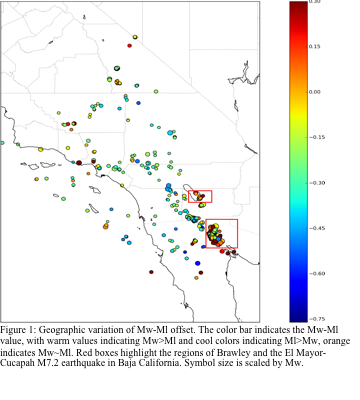 0.30
0.15
0.00
−0.15
−0.30
−0.45
−0.60
−0.75
Figure 1: Geographic variation of Mw-Ml offset. The color bar indicates the Mw-Ml
value, with warm values indicating Mw>Ml and cool colors indicating Ml>Mw, orange
indicates Mw~Ml. Red boxes highlight the regions of Brawley and the El Mayor-
Cucapah M7.2 earthquake in Baja California. Symbol size is scaled by Mw.